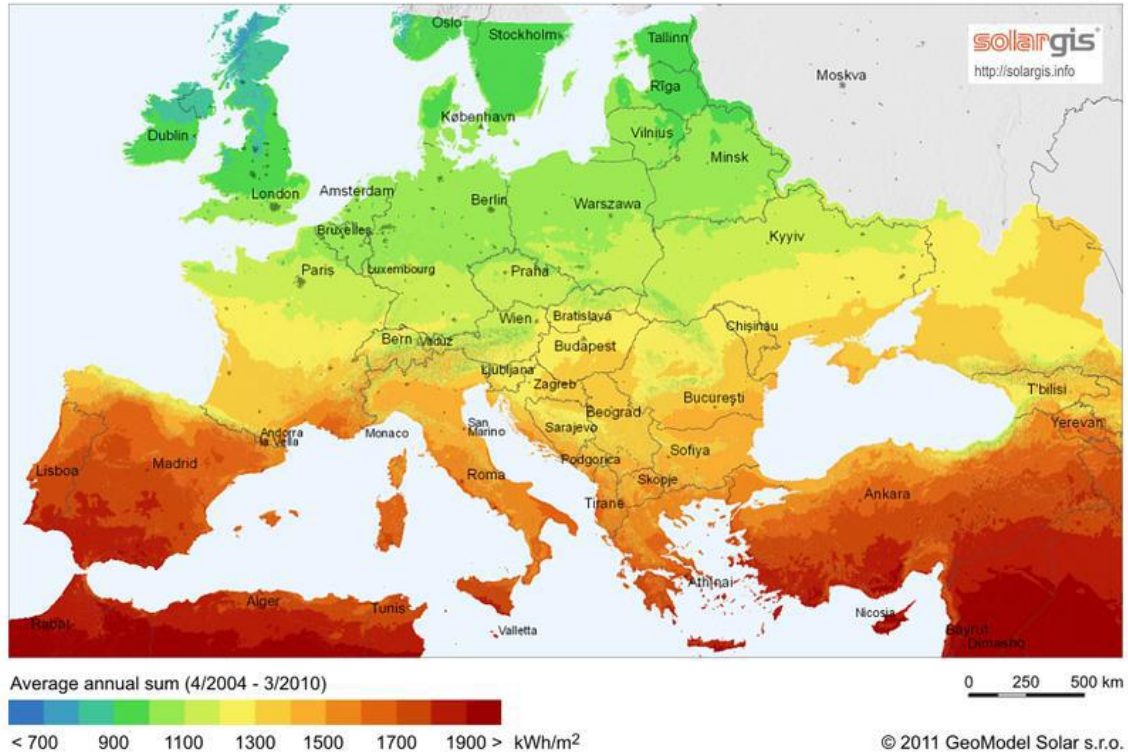 Oslo
Stockholm
Tallinn
solargis
http://solargis.info
Moskva
Rīga
København
Dublin
Vilnius
Minsk
London
Amsterdam
Berlin
Warszawa
Bruxelles
Kyyiv
Paris
Luxembourg
Praha
Wien
Bratislava
Chișinau
Bern
Vaduz
Budapest
Ljubljana
Zagreb
T'bilisi
Beograd
București
Andorra
la Vella
Monaco
San
Marino
Sarajevo
Yerevan
Lisboa
Madrid
Podgorica
Sofiya
Roma
Skopje
Ankara
Tiranë
Athinai
Alger
Tunis
Nicosia
Rabat
Valletta
Bayrut
Dimashq
Average annual sum (4/2004 - 3/2010)
0 250 500 km
< 700 900 1100 1300 1500 1700 1900 > kWh/m²
© 2011 GeoModel Solar s.r.o.